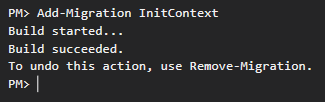 PM> Add-Migration InitContext
Build started...
Build succeeded.
To undo this action, use Remove-Migration.
PM>